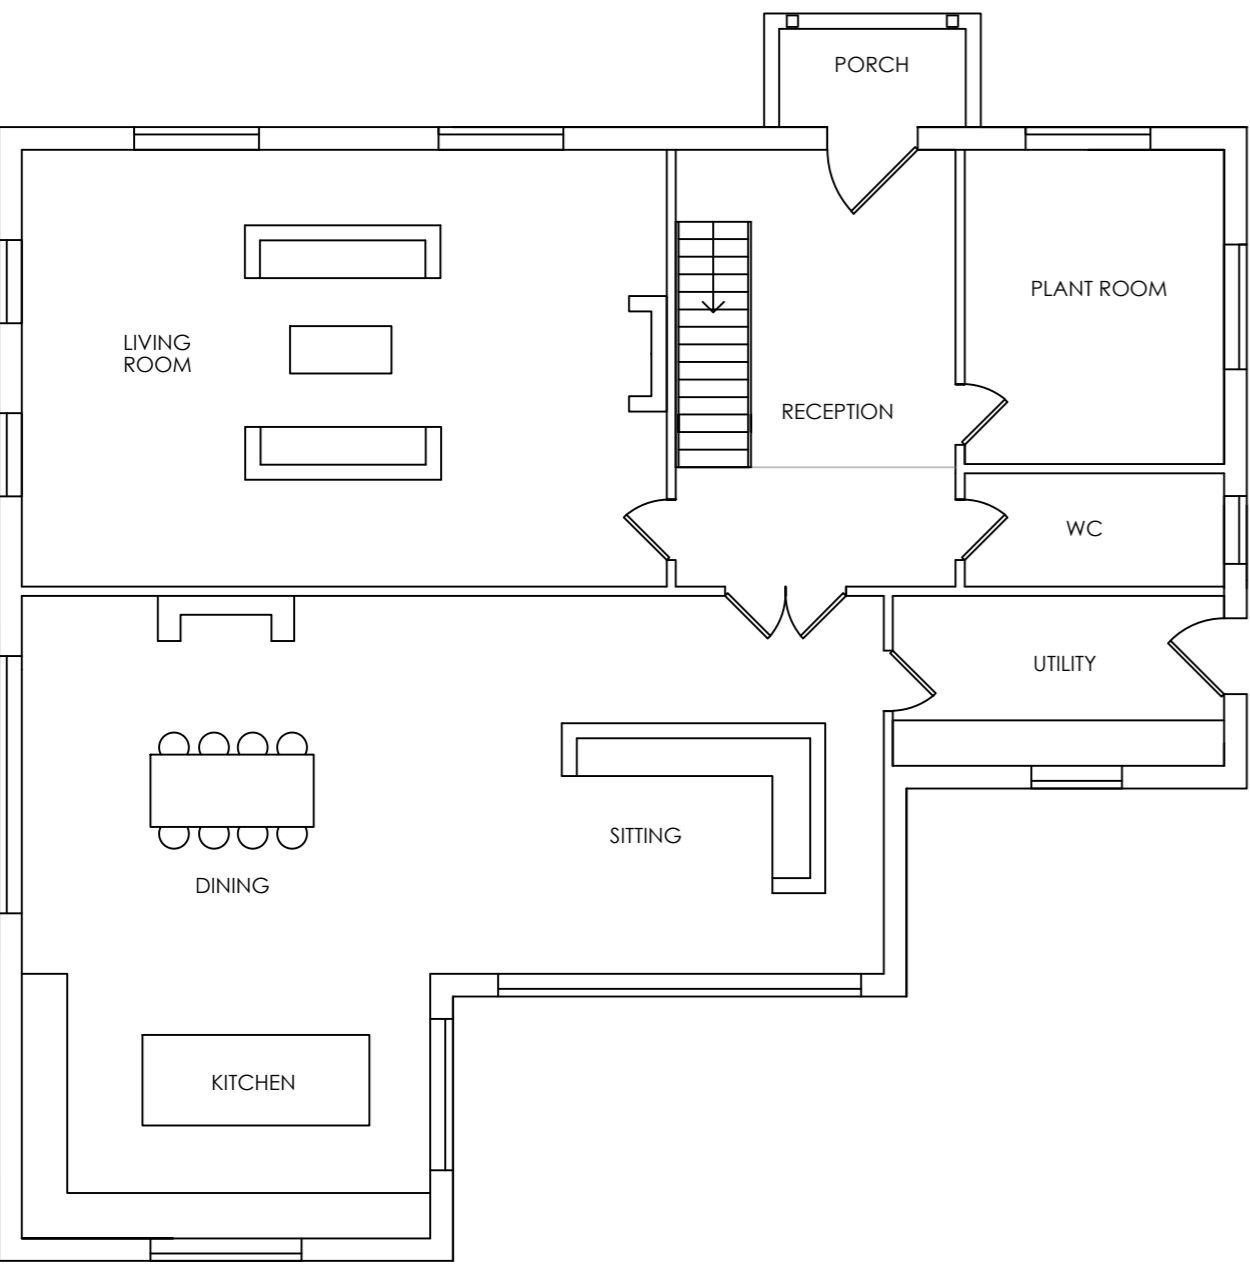 PORCH
PLANT ROOM
LIVING
ROOM
RECEPTION
WC
UTILITY
SITTING
DINING
KITCHEN